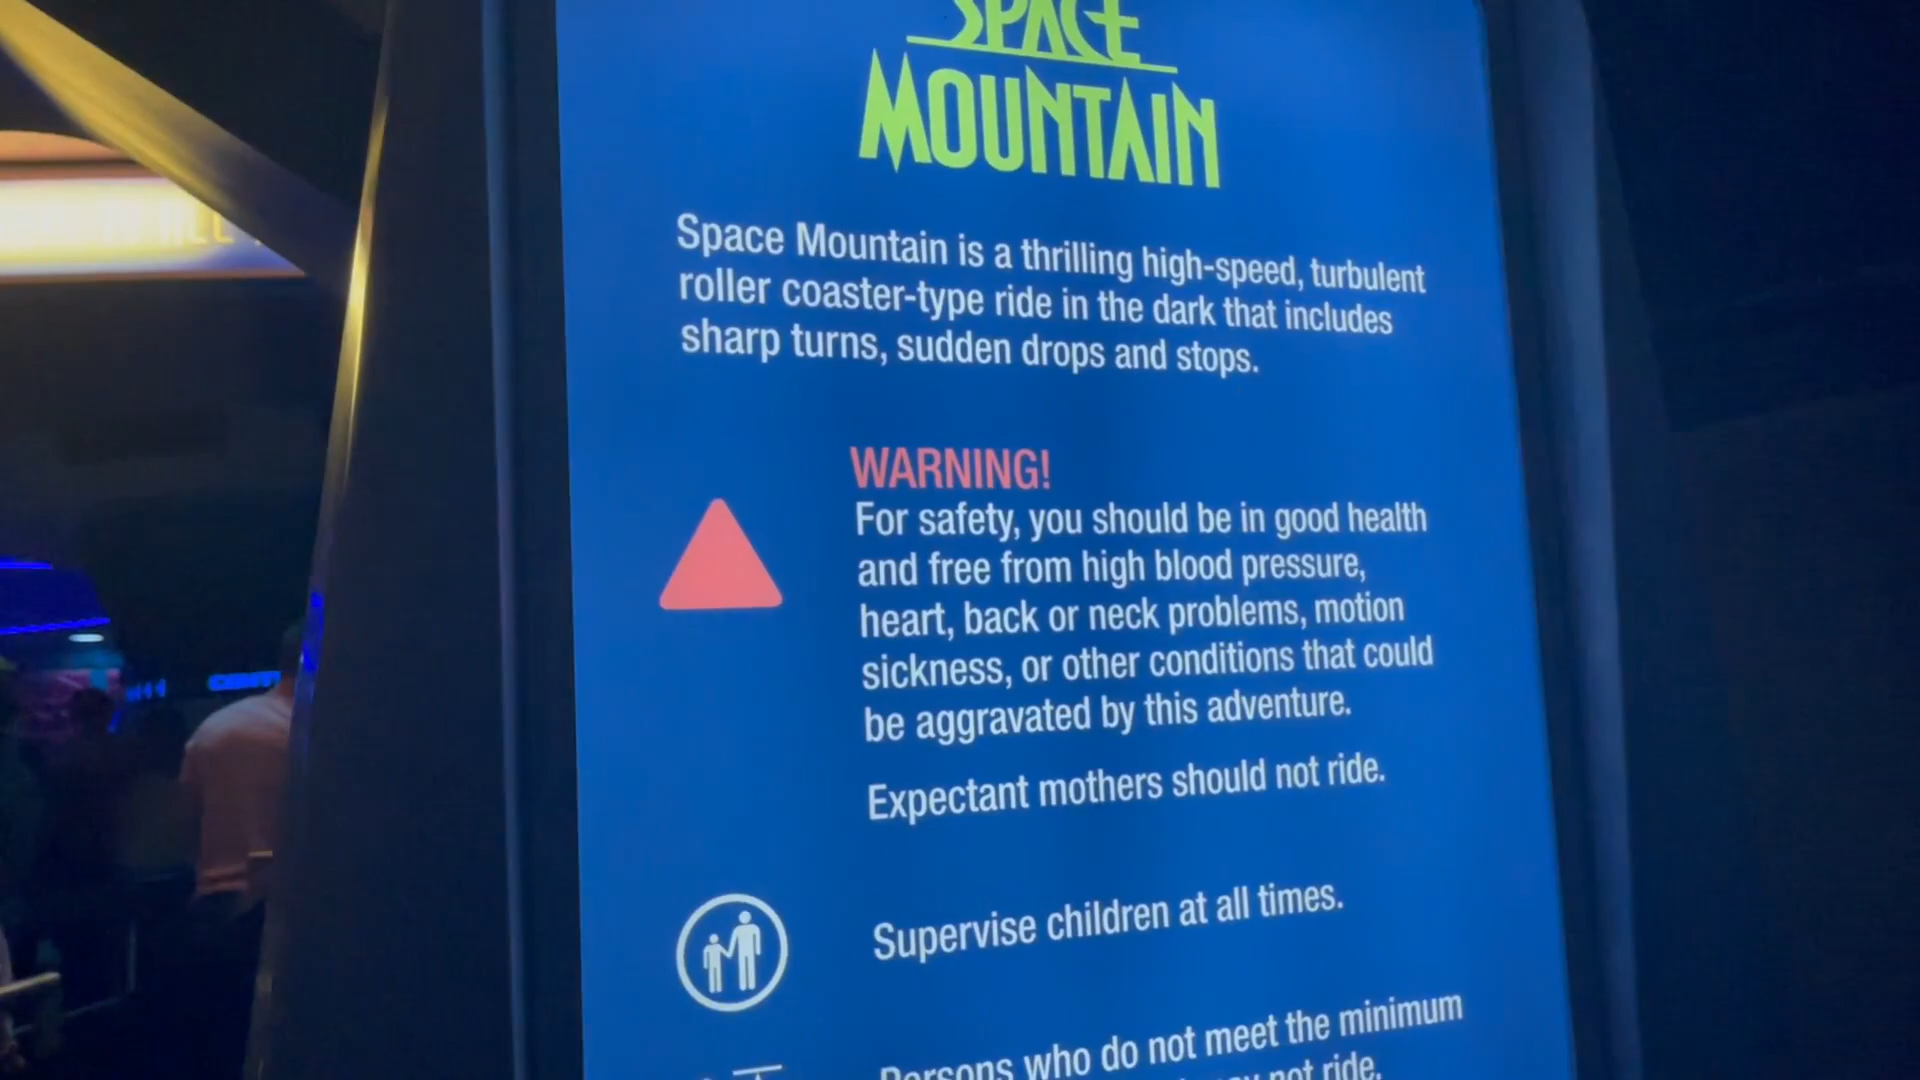 SPACE
MOUNTAIN
Space Mountain is a thrilling high-speed, turbulent
roller coaster-type ride in the dark that includes
sharp turns, sudden drops and stops.
WARNING!
For safety, you should be in good health
and free from high blood pressure,
heart, back or neck problems, motion
sickness, or other conditions that could
be aggravated by this adventure.
Expectant mothers should not ride.
Supervise children at all times.
Persons who do not meet the minimum
not ride.